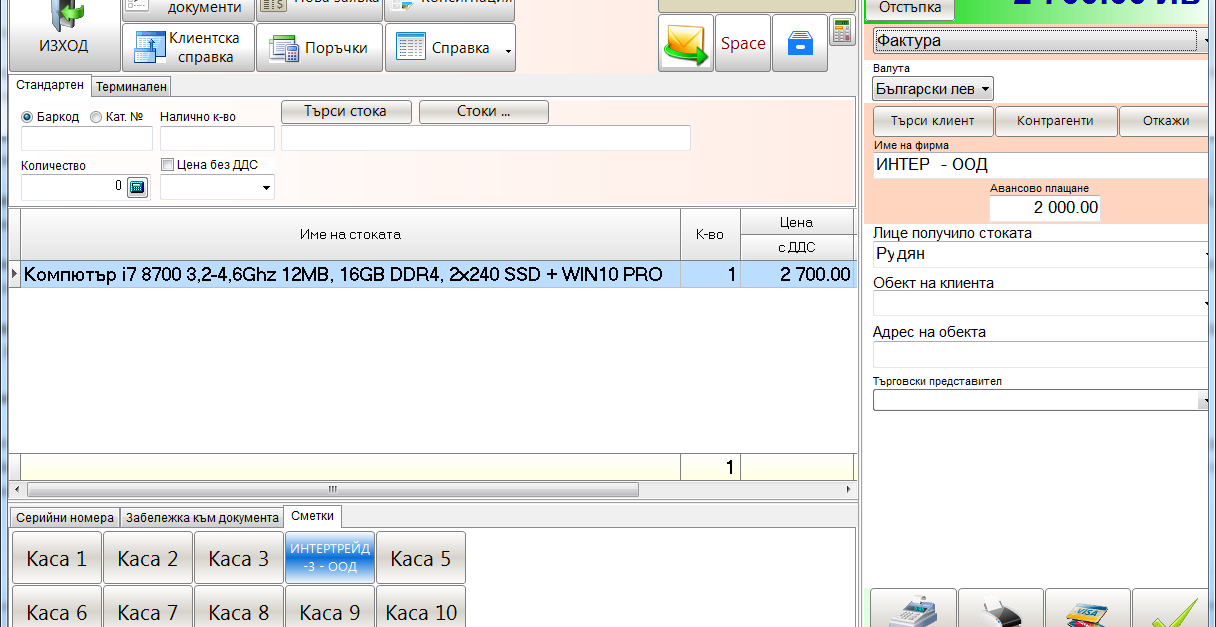 ИЗХОД
документи
Нова заявка
Консигнация
Клиентска
справка
Поръчки
Справка
Space
Отстъпка
2 700.00 лв
Фактура
Валута
Български лев
Търси клиент
Контрагенти
Откажи
Име на фирма
ИНТЕР - ООД
Авансово плащане
2 000.00
Лице получило стоката
Рудян
Обект на клиента
Адрес на обекта
Търговски представител
VISA
Стандартен
Терминален
Баркод
Кат. №
Налично к-во
Търси стока
Стоки ...
Количество
0
Цена без ДДС
Име на стоката
К-во
Цена
с ДДС
Компютър i7 8700 3,2-4,6Ghz 12MB, 16GB DDR4, 2x240 SSD + WIN10 PRO 1 2 700.00
1
Серийни номера
Забележка към документа
Сметки
Каса 1
Каса 2
Каса 3
ИНТЕРТРЕЙД
-3 - ООД
Каса 5
Каса 6
Каса 7
Каса 8
Каса 9
Каса 10